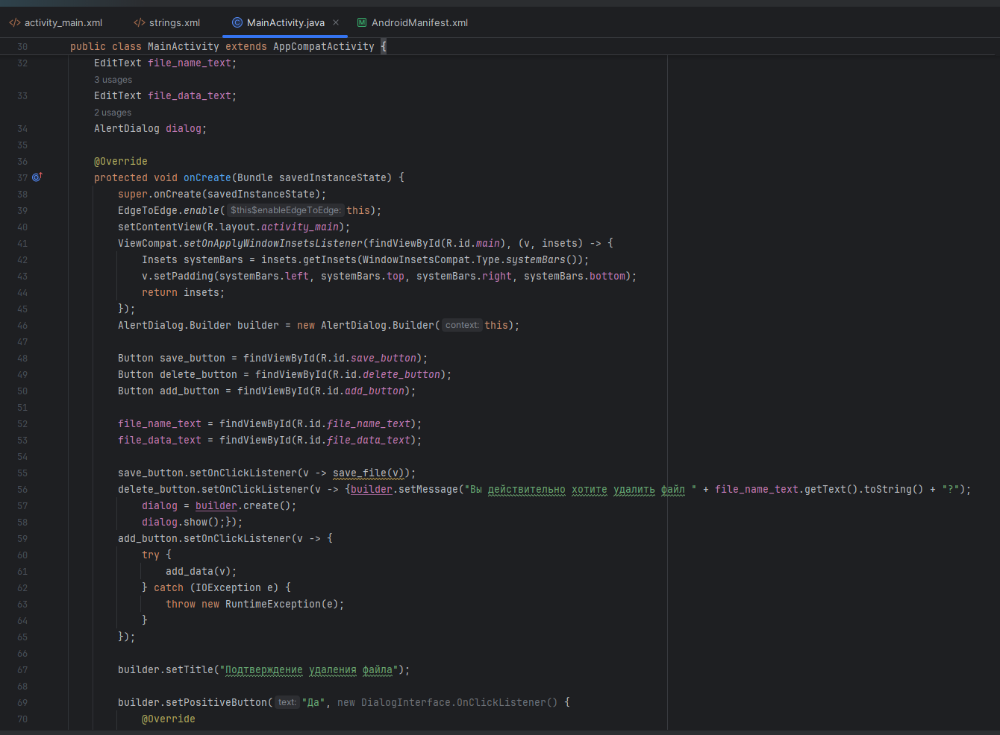 activity_main.xml strings.xml MainActivity.java AndroidManifest.xml
30 public class MainActivity extends AppCompatActivity {
32 EditText file_name_text;
3 usages
33 EditText file_data_text;
2 usages
34 AlertDialog dialog;
35
36 @Override
37 protected void onCreate(Bundle savedInstanceState) {
38 super.onCreate(savedInstanceState);
39 EdgeToEdge.enable( $this$enableEdgeToEdge: this);
40 setContentView(R.layout.activity_main);
41 ViewCompat.setOnApplyWindowInsetsListener(findViewById(R.id.main), (v, insets) -> {
42 Insets systemBars = insets.getInsets(WindowInsetsCompat.Type.systemBars());
43 v.setPadding(systemBars.left, systemBars.top, systemBars.right, systemBars.bottom);
44 return insets;
45 });
46 AlertDialog.Builder builder = new AlertDialog.Builder( context: this);
47
48 Button save_button = findViewById(R.id.save_button);
49 Button delete_button = findViewById(R.id.delete_button);
50 Button add_button = findViewById(R.id.add_button);
51
52 file_name_text = findViewById(R.id.file_name_text);
53 file_data_text = findViewById(R.id.file_data_text);
54
55 save_button.setOnClickListener(v -> save_file(v));
56 delete_button.setOnClickListener(v -> {builder.setMessage("Вы действительно хотите удалить файл " + file_name_text.getText().toString() + "?");
57 dialog = builder.create();
58 dialog.show();});
59 add_button.setOnClickListener(v -> {
60 try {
61 add_data(v);
62 } catch (IOException e) {
63 throw new RuntimeException(e);
64 }
65 });
66
67 builder.setTitle("Подтверждение удаления файла");
68
69 builder.setPositiveButton( text: "Да", new DialogInterface.OnClickListener() {
70 @Override